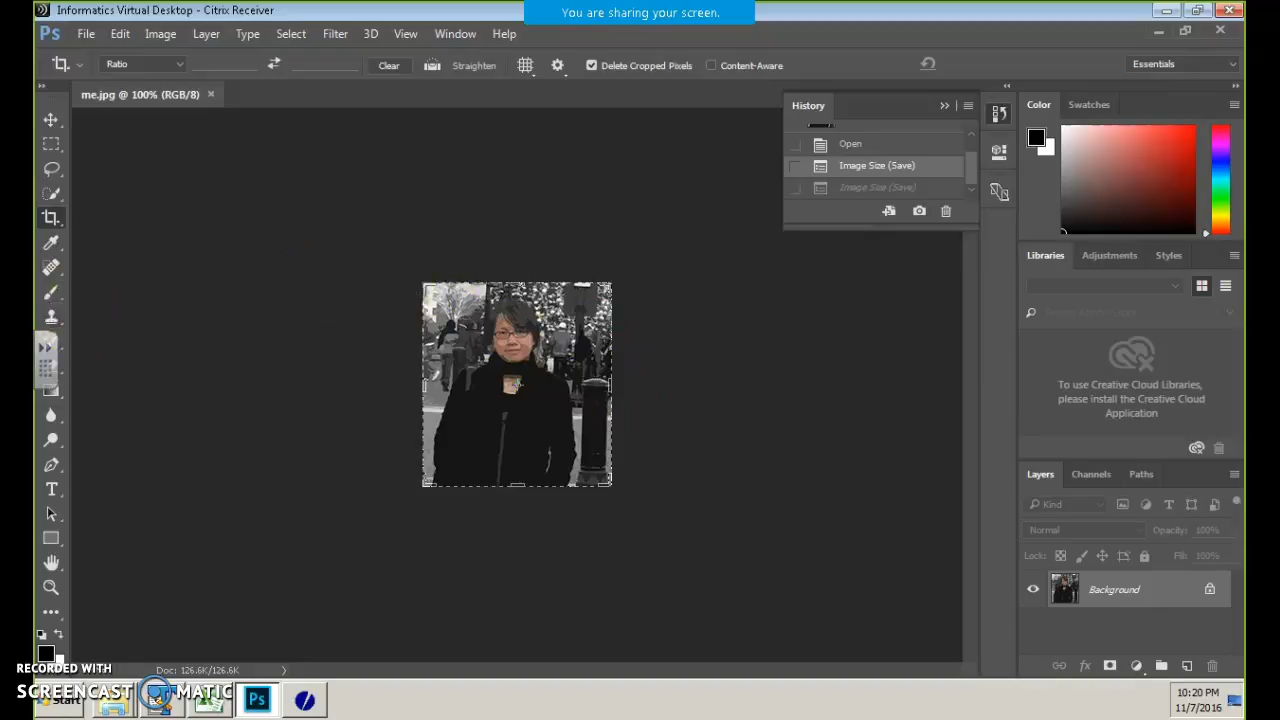 Informatics Virtual Desktop - Citrix Receiver
You are sharing your screen.
Ps File Edit Image Layer Type Select Filter 3D View Window Help
Ratio Clear Straighten Delete Cropped Pixels Content-Aware Essentials
me.jpg @ 100% (RGB/8) ×
History
Open
Image Size (Save)
Image Size (Save)
Color Swatches
Libraries Adjustments Styles
To use Creative Cloud Libraries,
please install the Creative Cloud
Application
Layers Channels Paths
Kind
Normal Opacity: 100%
Lock: Fill: 100%
Background
Doc: 126.6K/126.6K
RECORDED WITH
SCREENCAST MATIC
Start Ps
10:20 PM
11/7/2016